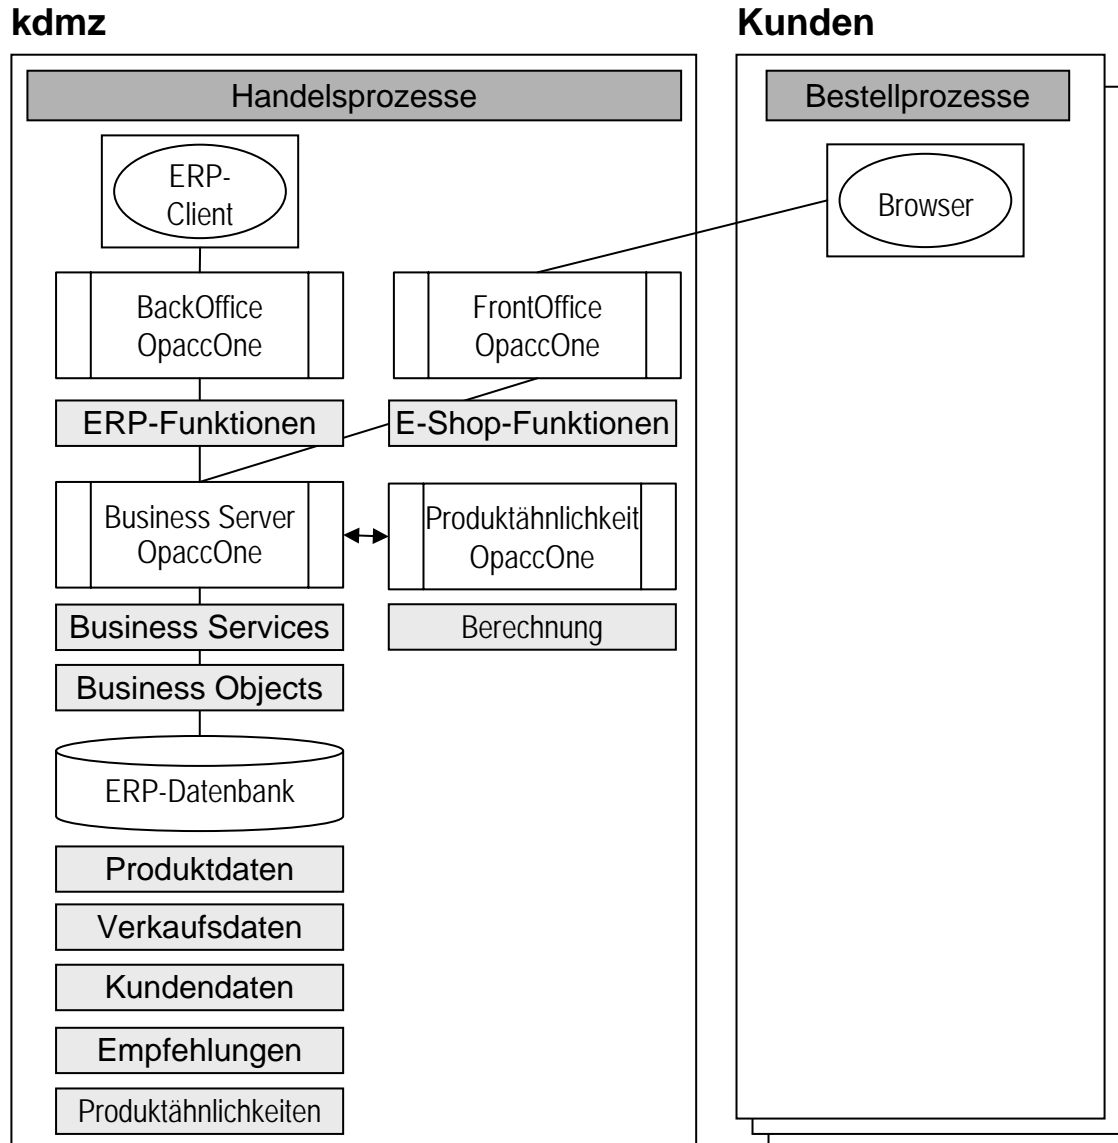 kdmz
Kunden
Handelsprozesse
Bestellprozesse
ERP-
Client
Browser
BackOffice
OpaccOne
FrontOffice
OpaccOne
ERP-Funktionen
E-Shop-Funktionen
Business Server
OpaccOne
Produktähnlichkeit
OpaccOne
Business Services
Berechnung
Business Objects
ERP-Datenbank
Produktdaten
Verkaufsdaten
Kundendaten
Empfehlungen
Produktähnlichkeiten